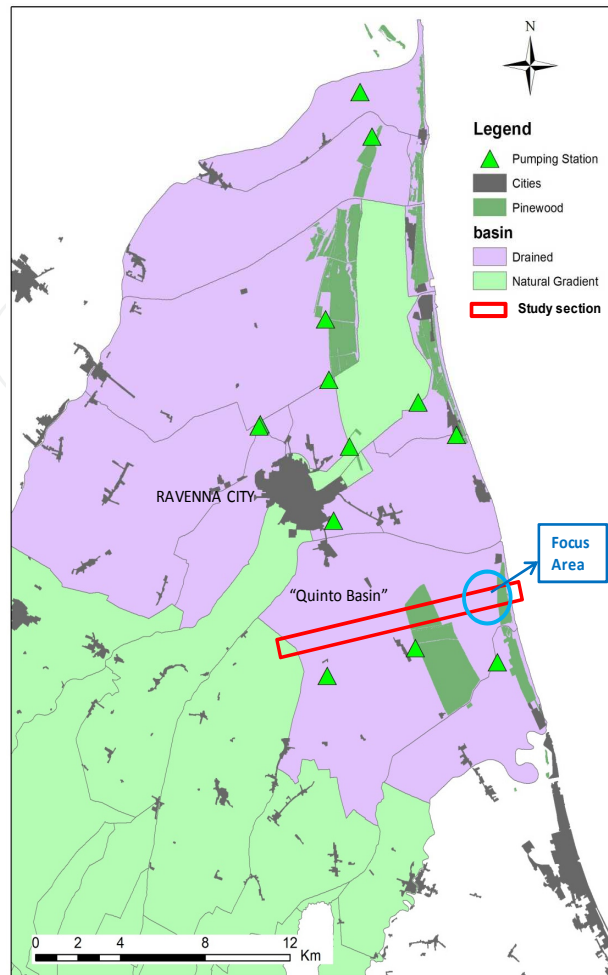 N
Legend
Pumping Station
Cities
Pinewood
basin
Drained
Natural Gradient
Study section
RAVENNA CITY
Focus
Area
“Quinto Basin”
0 2 4 8 12
Km